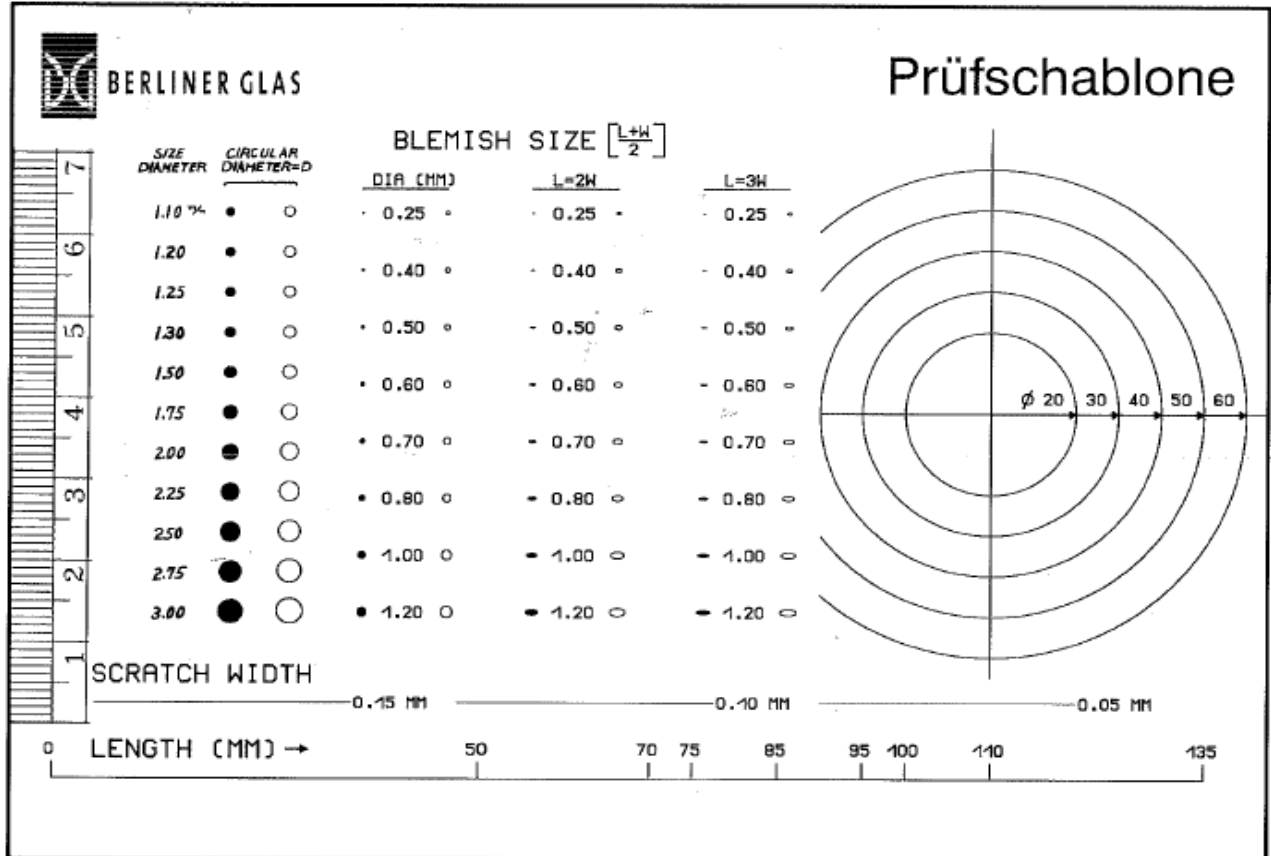 BERLINER GLAS
Prüfschablone
BLEMISH SIZE [L+W/2]
SIZE DIAMETER
CIRCULAR DIAMETER=D
DIA (MM) L=2W L=3W
1.10 m/m
1.20
1.25
1.30
1.50
1.75
2.00
2.25
2.50
2.75
3.00
0.25 0.25 0.25
0.40 0.40 0.40
0.50 0.50 0.50
0.60 0.60 0.60
0.70 0.70 0.70
0.80 0.80 0.80
1.00 1.00 1.00
1.20 1.20 1.20
7
6
5
4
3
2
1
Ø 20 30 40 50 60
SCRATCH WIDTH
0.15 MM 0.10 MM 0.05 MM
LENGTH (MM) →
0 50 70 75 85 95 100 110 135